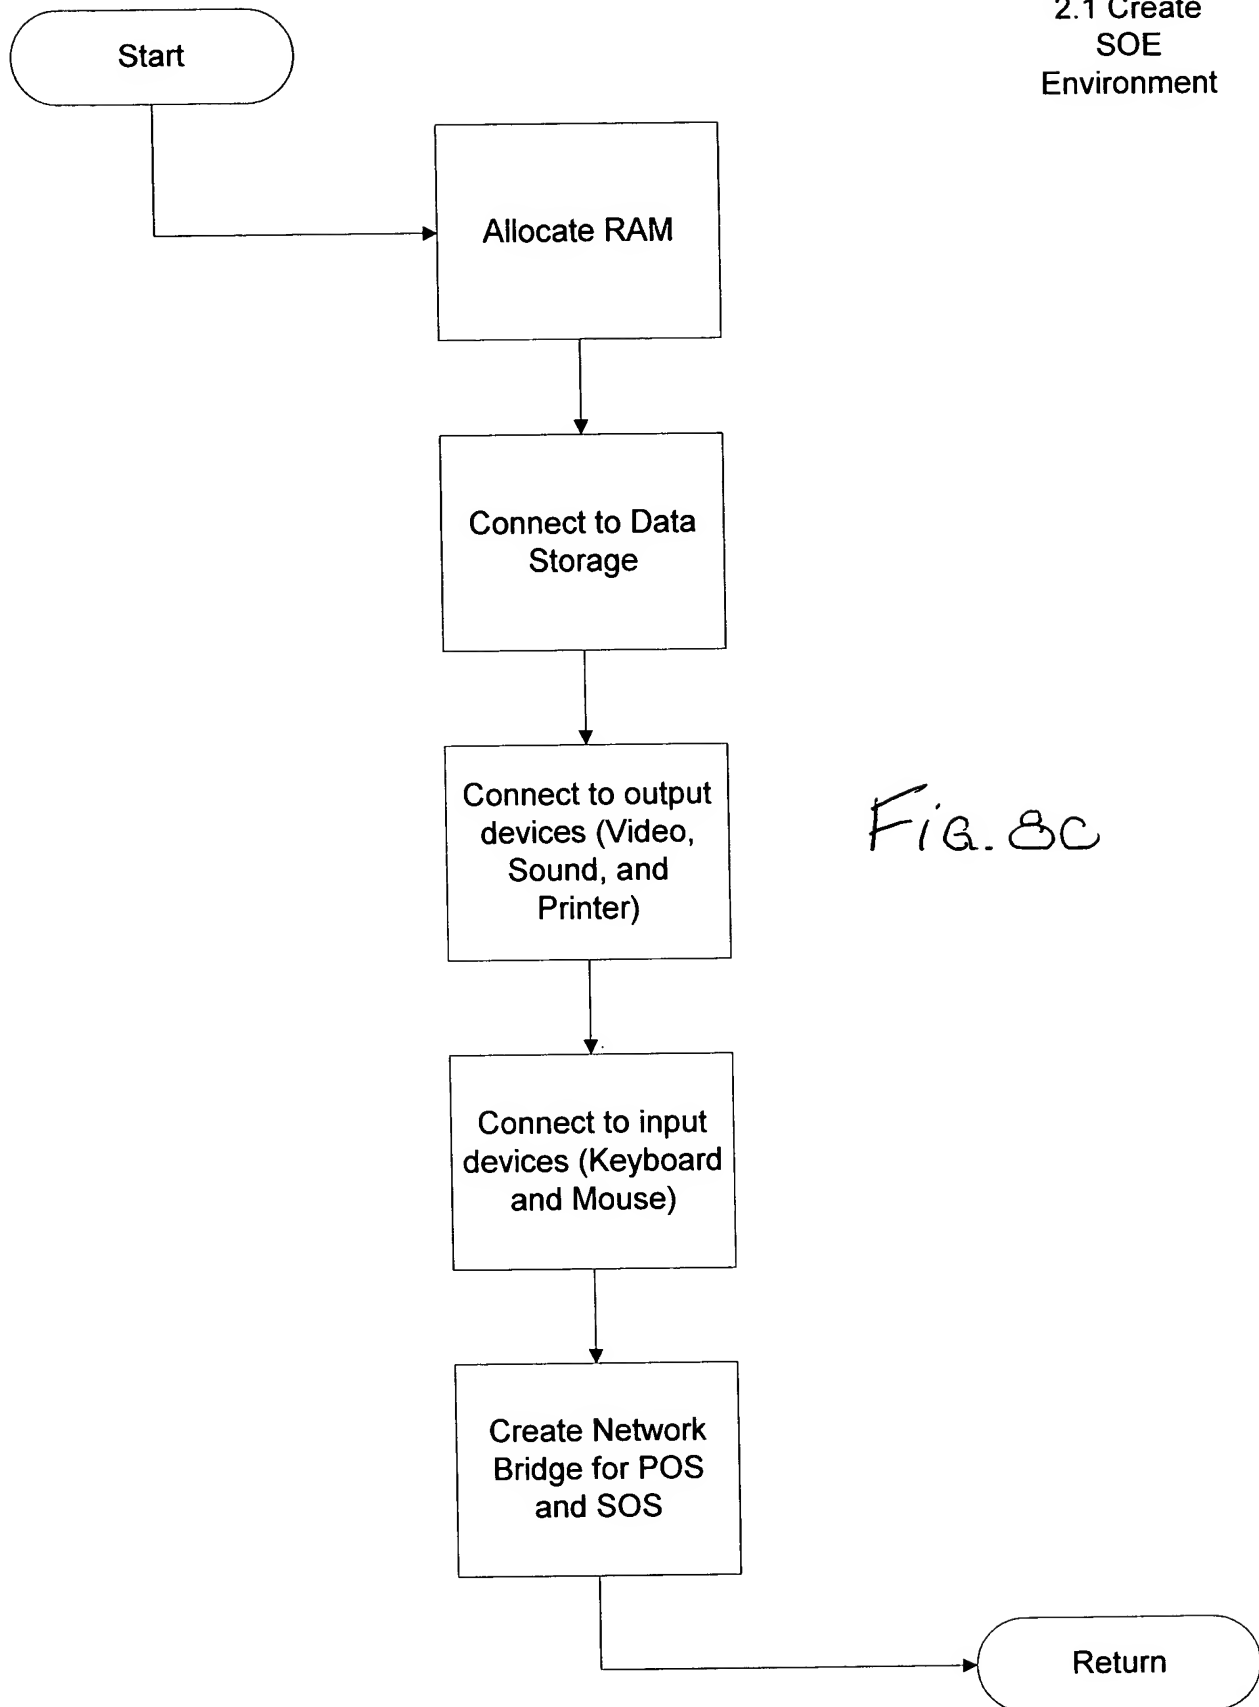 2.1 Create
SOE
Environment
Start
Allocate RAM
Connect to Data
Storage
Connect to output
devices (Video,
Sound, and
Printer)
Fig. 8C
Connect to input
devices (Keyboard
and Mouse)
Create Network
Bridge for POS
and SOS
Return